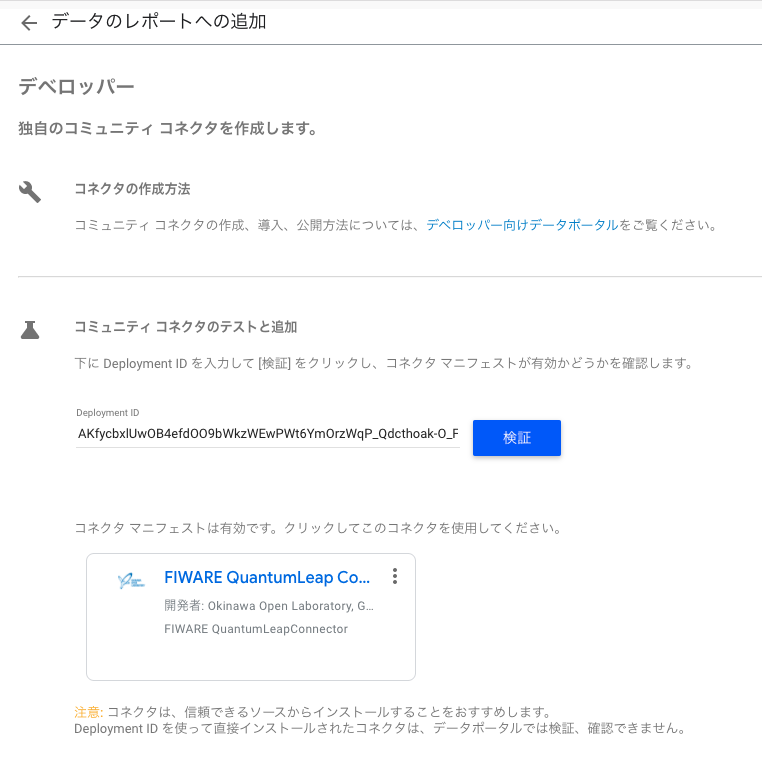 データのレポートへの追加
デベロッパー
独自のコミュニティ コネクタを作成します。
コネクタの作成方法
コミュニティ コネクタの作成、導入、公開方法については、デベロッパー向けデータポータルをご覧ください。
コミュニティ コネクタのテストと追加
下に Deployment ID を入力して [検証] をクリックし、コネクタ マニフェストが有効かどうかを確認します。
Deployment ID
AKfycbxlUwOB4efdOO9bWkzWEwPWt6YmOrzWqP_Qdcthoak-O_F
検証
コネクタ マニフェストは有効です。クリックしてこのコネクタを使用してください。
FIWARE QuantumLeap Co...
開発者: Okinawa Open Laboratory, G...
FIWARE QuantumLeapConnector
注意: コネクタは、信頼できるソースからインストールすることをおすすめします。
Deployment ID を使って直接インストールされたコネクタは、データポータルでは検証、確認できません。